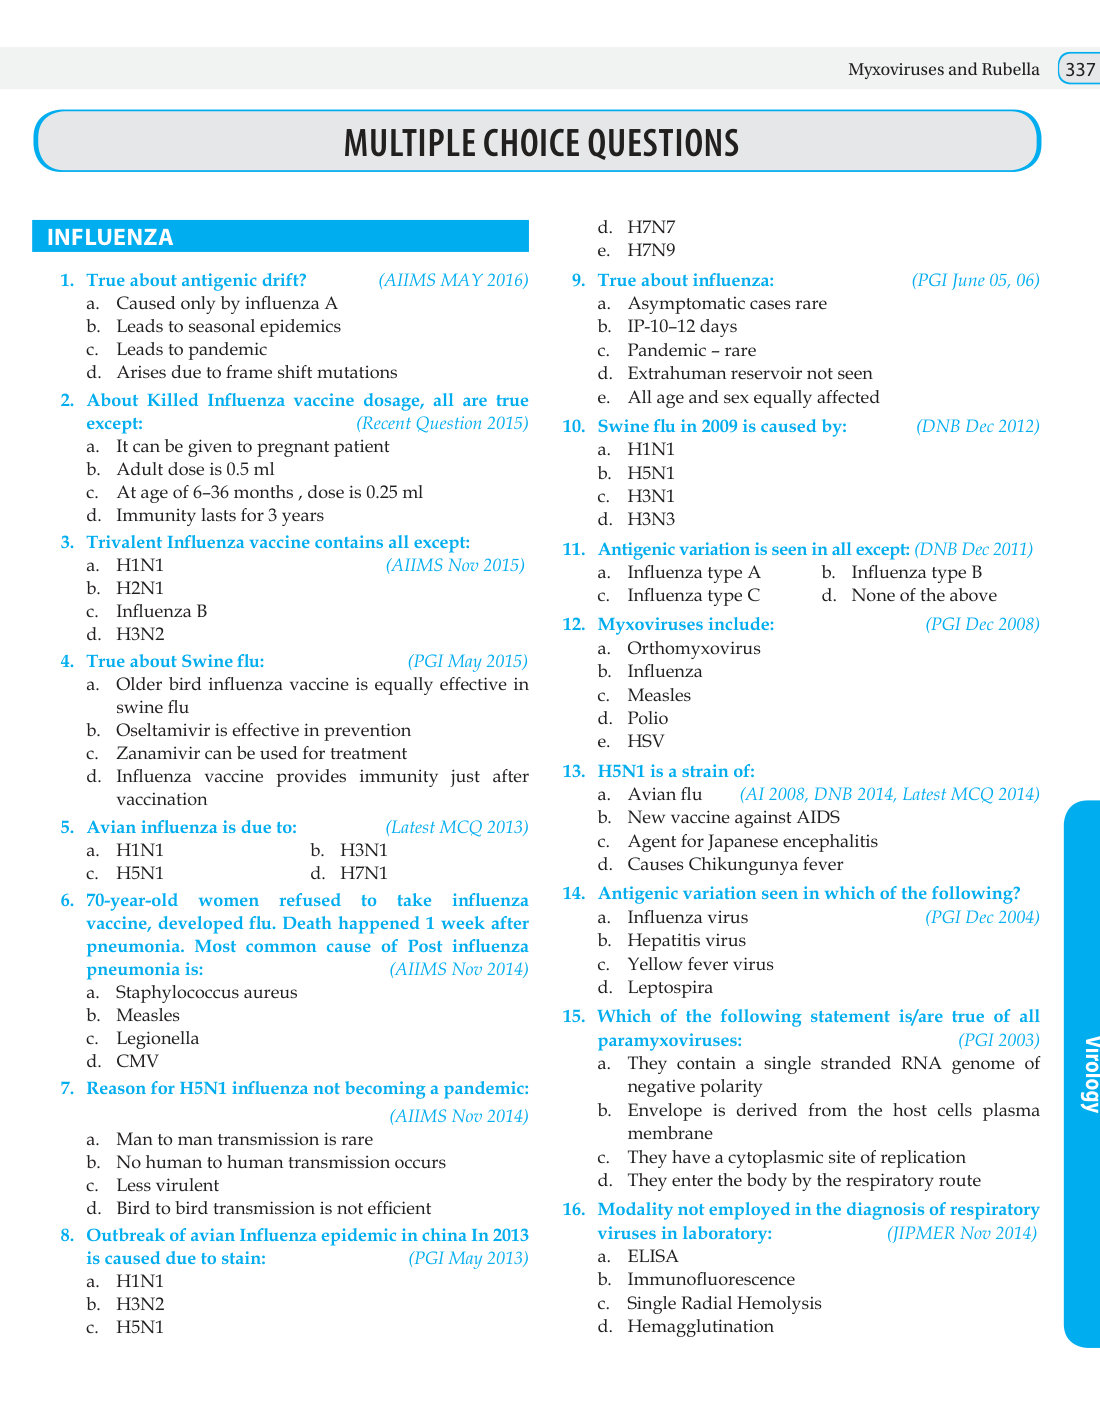 Myxoviruses and Rubella 337
MULTIPLE CHOICE QUESTIONS
INFLUENZA
1. True about antigenic drift? (AIIMS MAY 2016)
a. Caused only by influenza A
b. Leads to seasonal epidemics
c. Leads to pandemic
d. Arises due to frame shift mutations
2. About Killed Influenza vaccine dosage, all are true
except: (Recent Question 2015)
a. It can be given to pregnant patient
b. Adult dose is 0.5 ml
c. At age of 6–36 months , dose is 0.25 ml
d. Immunity lasts for 3 years
3. Trivalent Influenza vaccine contains all except:
a. H1N1 (AIIMS Nov 2015)
b. H2N1
c. Influenza B
d. H3N2
4. True about Swine flu: (PGI May 2015)
a. Older bird influenza vaccine is equally effective in
swine flu
b. Oseltamivir is effective in prevention
c. Zanamivir can be used for treatment
d. Influenza vaccine provides immunity just after
vaccination
5. Avian influenza is due to: (Latest MCQ 2013)
a. H1N1 b. H3N1
c. H5N1 d. H7N1
6. 70-year-old women refused to take influenza
vaccine, developed flu. Death happened 1 week after
pneumonia. Most common cause of Post influenza
pneumonia is: (AIIMS Nov 2014)
a. Staphylococcus aureus
b. Measles
c. Legionella
d. CMV
7. Reason for H5N1 influenza not becoming a pandemic:
(AIIMS Nov 2014)
a. Man to man transmission is rare
b. No human to human transmission occurs
c. Less virulent
d. Bird to bird transmission is not efficient
8. Outbreak of avian Influenza epidemic in china In 2013
is caused due to stain: (PGI May 2013)
a. H1N1
b. H3N2
c. H5N1
d. H7N7
e. H7N9
9. True about influenza: (PGI June 05, 06)
a. Asymptomatic cases rare
b. IP-10–12 days
c. Pandemic – rare
d. Extrahuman reservoir not seen
e. All age and sex equally affected
10. Swine flu in 2009 is caused by: (DNB Dec 2012)
a. H1N1
b. H5N1
c. H3N1
d. H3N3
11. Antigenic variation is seen in all except: (DNB Dec 2011)
a. Influenza type A b. Influenza type B
c. Influenza type C d. None of the above
12. Myxoviruses include: (PGI Dec 2008)
a. Orthomyxovirus
b. Influenza
c. Measles
d. Polio
e. HSV
13. H5N1 is a strain of:
a. Avian flu (AI 2008, DNB 2014, Latest MCQ 2014)
b. New vaccine against AIDS
c. Agent for Japanese encephalitis
d. Causes Chikungunya fever
14. Antigenic variation seen in which of the following?
a. Influenza virus (PGI Dec 2004)
b. Hepatitis virus
c. Yellow fever virus
d. Leptospira
15. Which of the following statement is/are true of all
paramyxoviruses: (PGI 2003)
a. They contain a single stranded RNA genome of
negative polarity
b. Envelope is derived from the host cells plasma
membrane
c. They have a cytoplasmic site of replication
d. They enter the body by the respiratory route
16. Modality not employed in the diagnosis of respiratory
viruses in laboratory: (JIPMER Nov 2014)
a. ELISA
b. Immunofluorescence
c. Single Radial Hemolysis
d. Hemagglutination
Virology